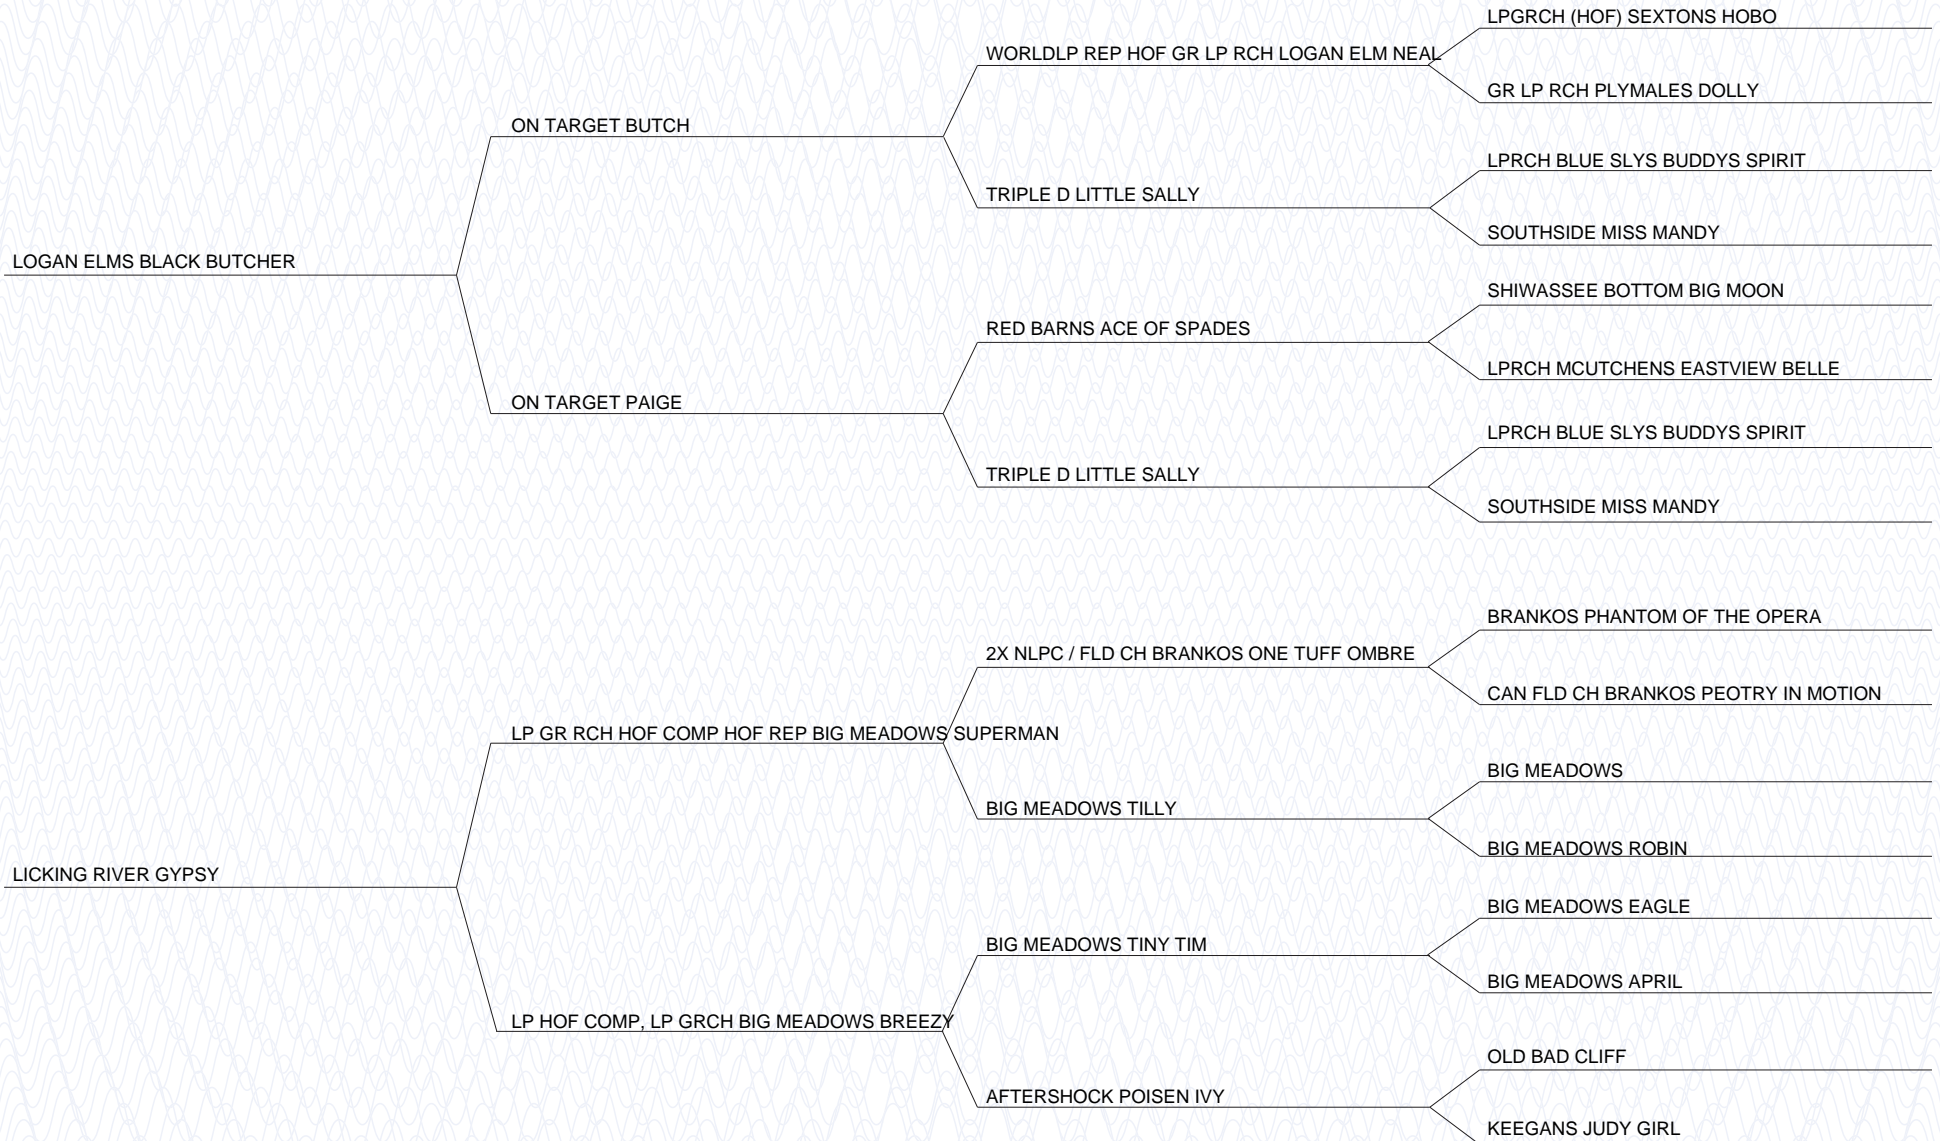 LPGRCH (HOF) SEXTONS HOBO
WORLDLP REP HOF GR LP RCH LOGAN ELM NEAL
GR LP RCH PLYMALES DOLLY
ON TARGET BUTCH
LPRCH BLUE SLYS BUDDYS SPIRIT
TRIPLE D LITTLE SALLY
SOUTHSIDE MISS MANDY
LOGAN ELMS BLACK BUTCHER
SHIWASSEE BOTTOM BIG MOON
RED BARNS ACE OF SPADES
LPRCH MCUTCHENS EASTVIEW BELLE
ON TARGET PAIGE
LPRCH BLUE SLYS BUDDYS SPIRIT
TRIPLE D LITTLE SALLY
SOUTHSIDE MISS MANDY
BRANKOS PHANTOM OF THE OPERA
2X NLPC / FLD CH BRANKOS ONE TUFF OMBRE
CAN FLD CH BRANKOS PEOTRY IN MOTION
LP GR RCH HOF COMP HOF REP BIG MEADOWS SUPERMAN
BIG MEADOWS
BIG MEADOWS TILLY
BIG MEADOWS ROBIN
LICKING RIVER GYPSY
BIG MEADOWS EAGLE
BIG MEADOWS TINY TIM
BIG MEADOWS APRIL
LP HOF COMP, LP GRCH BIG MEADOWS BREEZY
OLD BAD CLIFF
AFTERSHOCK POISEN IVY
KEEGANS JUDY GIRL